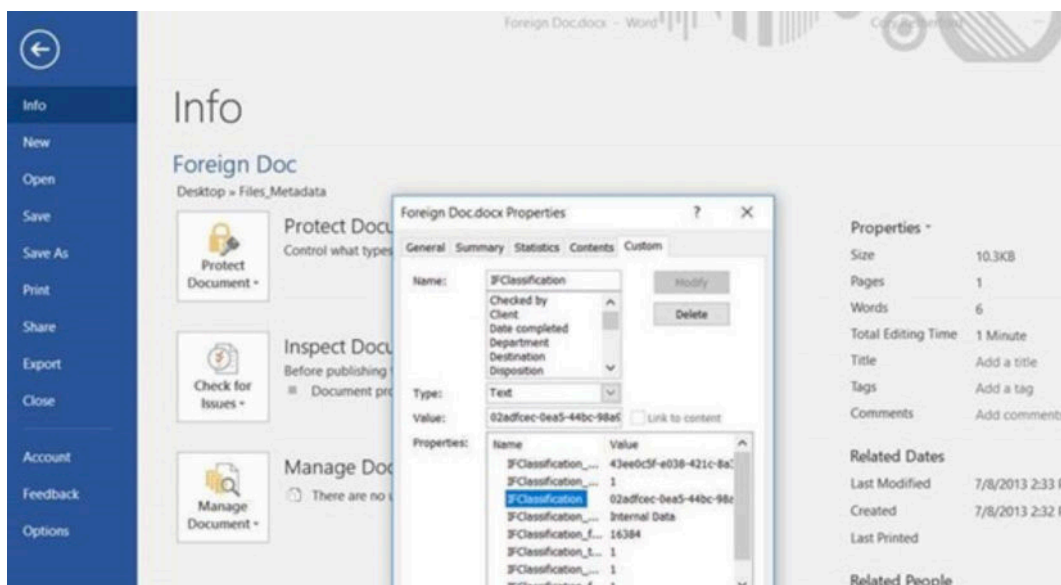 Foreign Doc.docx - Word
Info
New
Open
Save
Save As
Print
Share
Export
Close
Account
Feedback
Options
Info
Foreign Doc
Desktop » Files_Metadata
Protect Document
Protect Docu
Control what types
Check for Issues
Inspect Docu
Before publishing
Document pro
Manage Document
Manage Doc
There are no u
Foreign Doc.docx Properties ?
General Summary Statistics Contents Custom
Name: IFClassification Modify
Checked by
Client
Date completed
Department
Destination
Disposition
Delete
Type: Text
Value: 02adfcec-0ea5-44bc-98a9 Link to content
Properties: Name Value
IFClassification_... 43ee0c5f-e038-421c-8a
IFClassification_... 1
IFClassification 02adfcec-0ea5-44bc-98a
IFClassification_... Internal Data
IFClassification_f... 16384
IFClassification_t... 1
IFClassification_... 1
Properties
Size 10.3KB
Pages 1
Words 6
Total Editing Time 1 Minute
Title Add a title
Tags Add a tag
Comments Add comments
Related Dates
Last Modified 7/8/2013 2:33
Created 7/8/2013 2:32
Last Printed
Related People